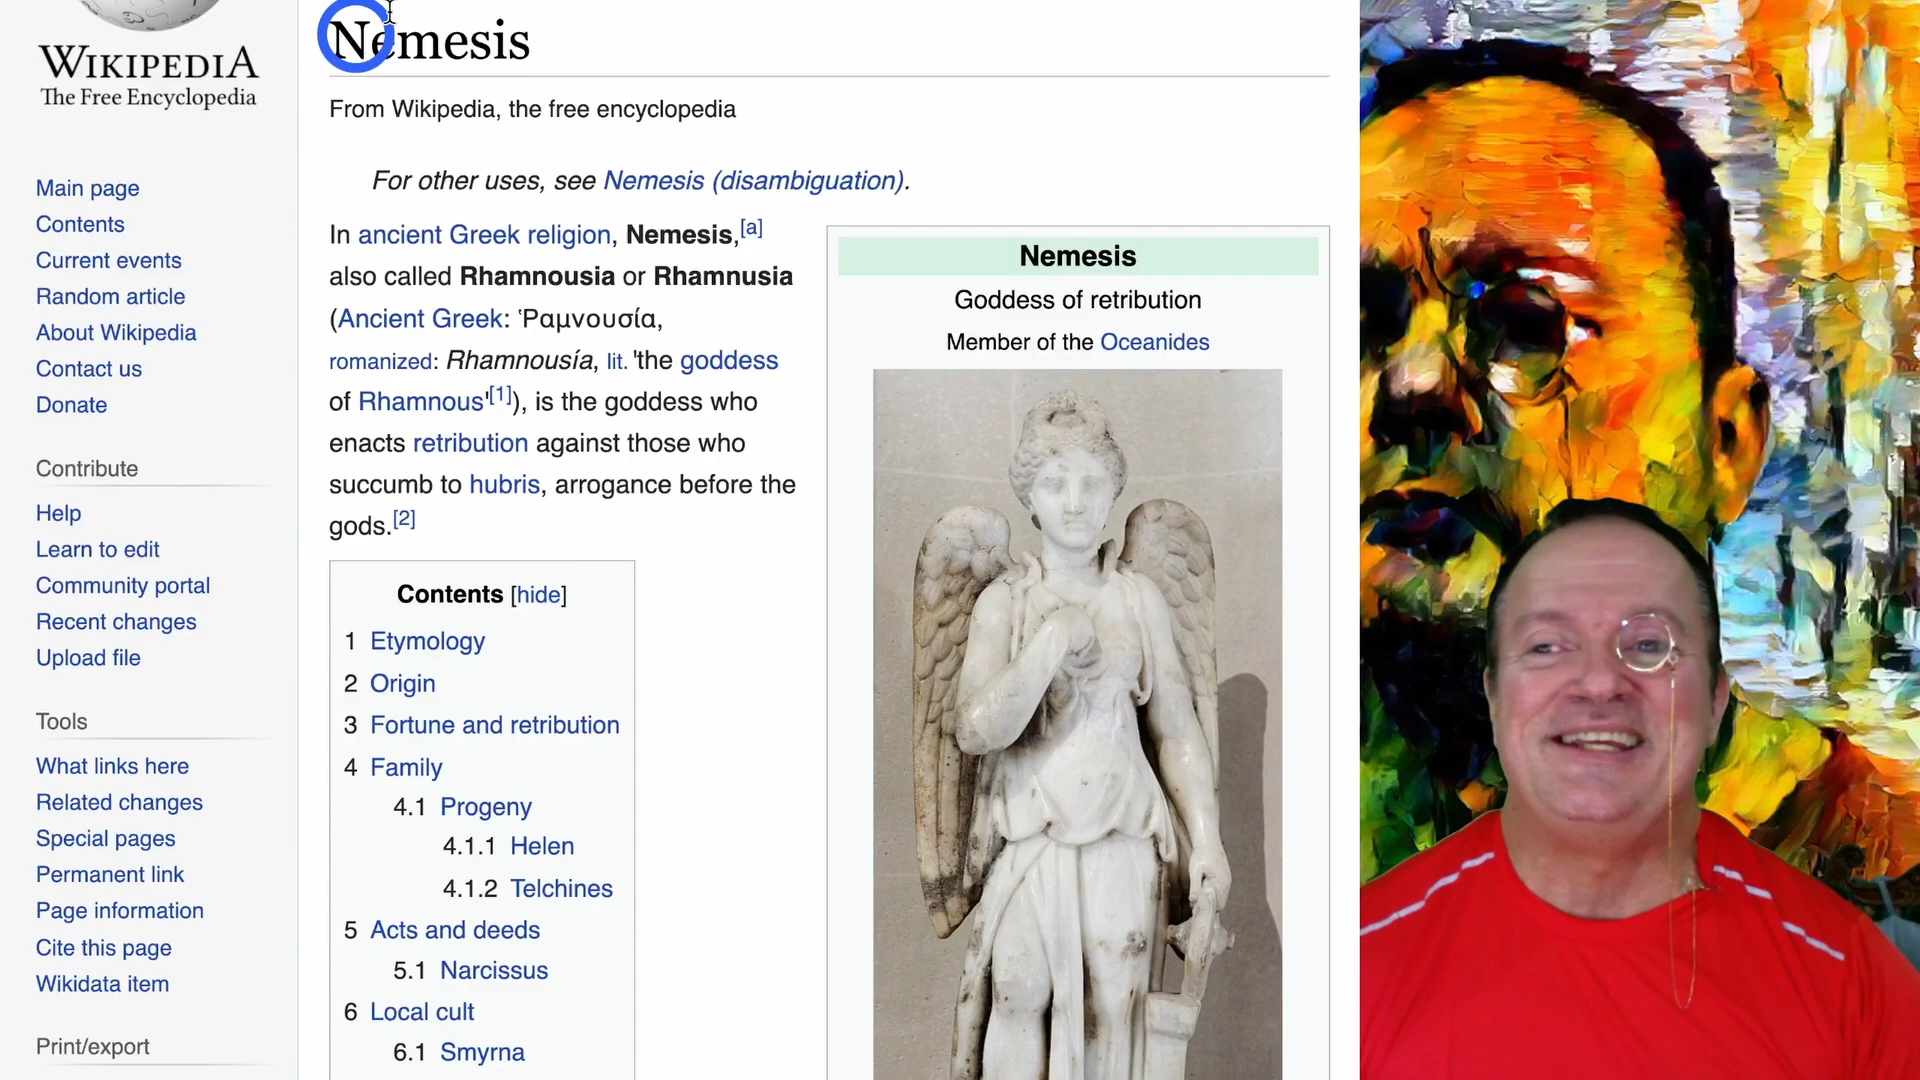 WIKIPEDIA
The Free Encyclopedia
Main page
Contents
Current events
Random article
About Wikipedia
Contact us
Donate
Contribute
Help
Learn to edit
Community portal
Recent changes
Upload file
Tools
What links here
Related changes
Special pages
Permanent link
Page information
Cite this page
Wikidata item
Print/export
Nemesis
From Wikipedia, the free encyclopedia
For other uses, see Nemesis (disambiguation).
In ancient Greek religion, Nemesis,[a]
also called Rhamnousia or Rhamnusia
(Ancient Greek: Ῥαμνουσία,
romanized: Rhamnousía, lit. 'the goddess
of Rhamnous'[1]), is the goddess who
enacts retribution against those who
succumb to hubris, arrogance before the
gods.[2]
Contents [hide]
1 Etymology
2 Origin
3 Fortune and retribution
4 Family
4.1 Progeny
4.1.1 Helen
4.1.2 Telchines
5 Acts and deeds
5.1 Narcissus
6 Local cult
6.1 Smyrna
Nemesis
Goddess of retribution
Member of the Oceanides